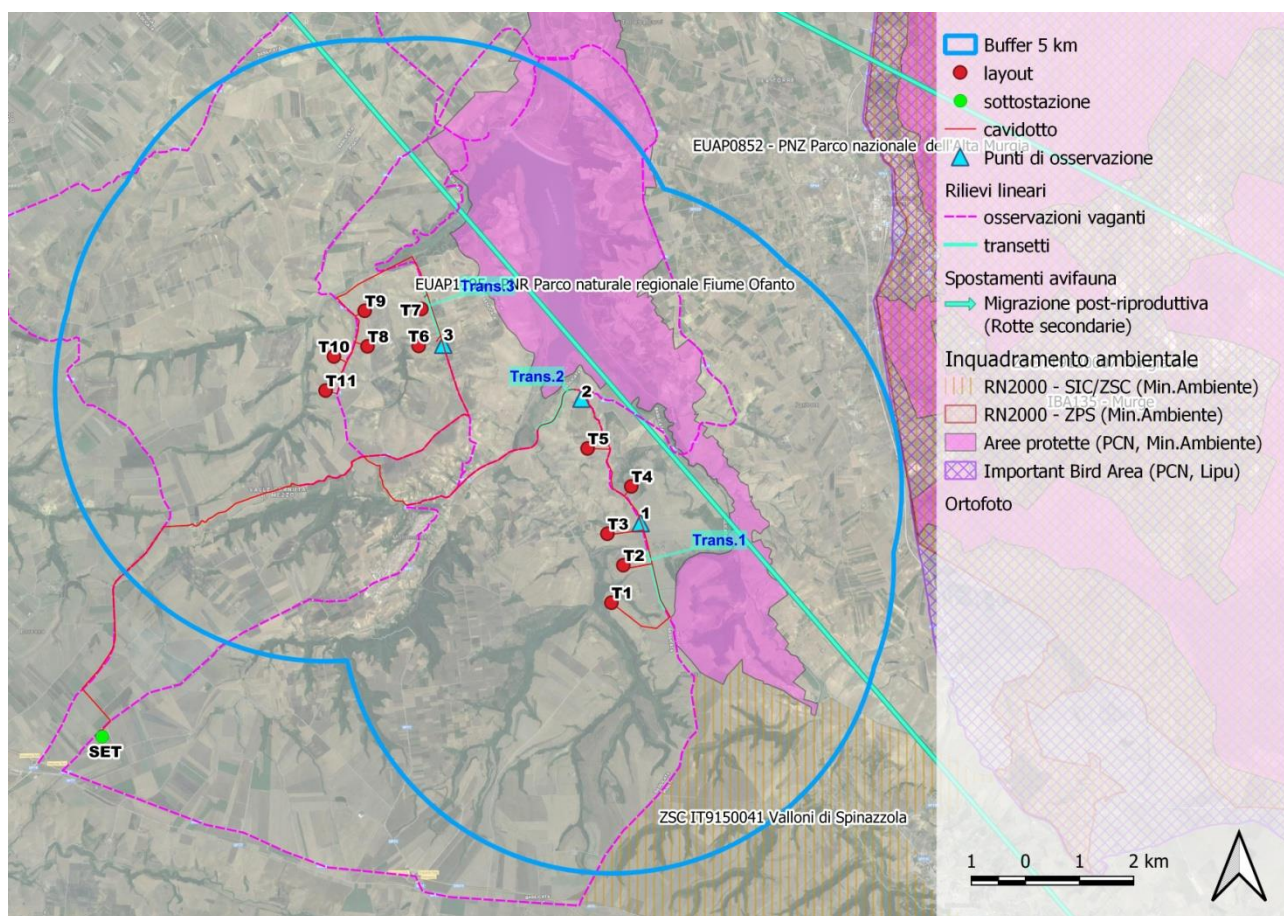 Buffer 5 km
layout
sottostazione
cavidotto
Punti di osservazione
Rilievi lineari
osservazioni vaganti
transetti
Spostamenti avifauna
Migrazione post-riproduttiva
(Rotte secondarie)
Inquadramento ambientale
RN2000 - SIC/ZSC (Min.Ambiente)
RN2000 - ZPS (Min.Ambiente)
Aree protette (PCN, Min.Ambiente)
Important Bird Area (PCN, Lipu)
Ortofoto
EUAP0852 - PNZ Parco nazionale dell'Alta Murgia
PNR Parco naturale regionale Fiume Ofanto
Trans.3
T9
T7
T10
T8
T6
3
T11
Trans.2
2
T5
T4
1
T3
Trans.1
T2
T1
SET
IBA135 - Murge
ZSC IT9150041 Valloni di Spinazzola
1 0 1 2 km